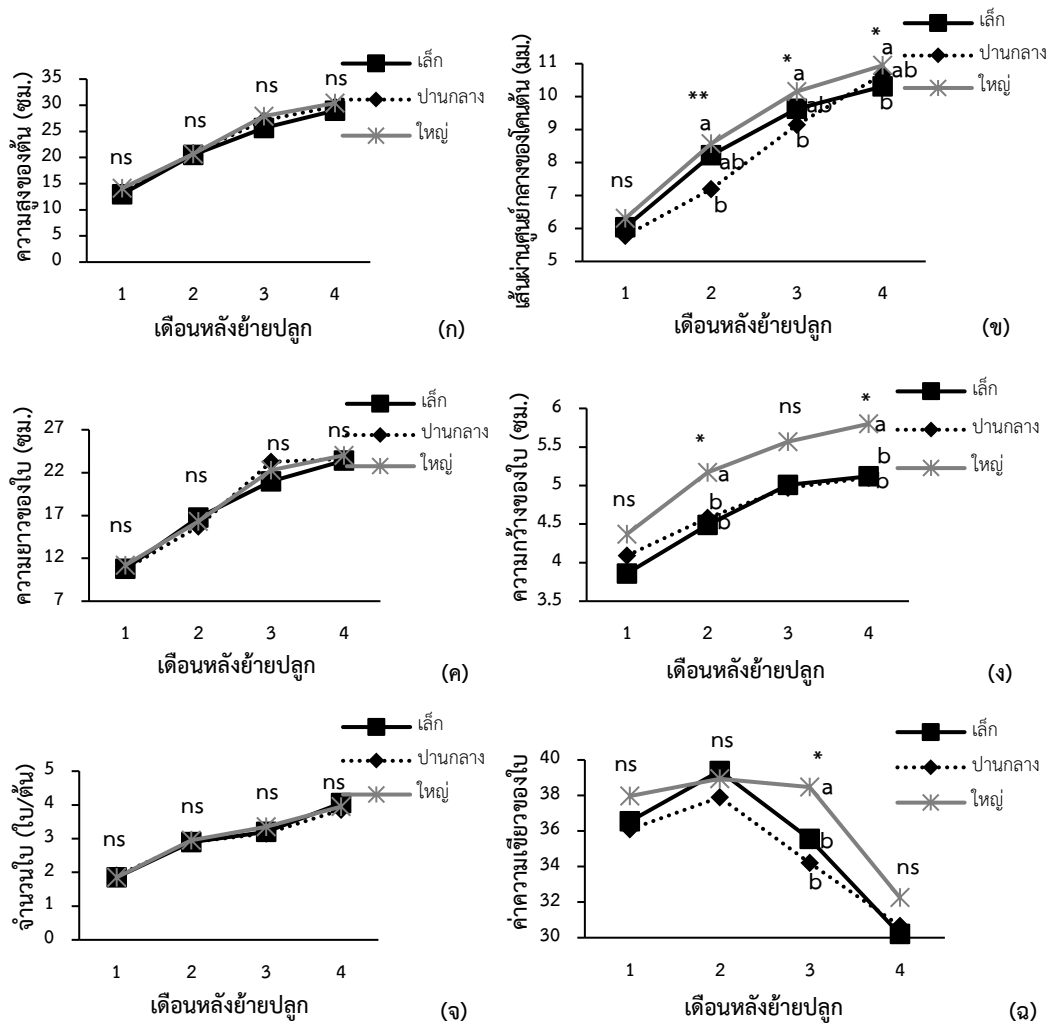 เล็ก
ปานกลาง
ใหญ่
ความสูงของต้น (ซม.)
35
30
25
20
15
10
5
0
ns
ns
ns
ns
1 2 3 4
เดือนหลังย้ายปลูก (ก)
เล็ก
ปานกลาง
ใหญ่
เส้นผ่านศูนย์กลางของโคนต้น (มม.)
11
10
9
8
7
6
5
ns
**
a
ab
b
*
a
ab
b
*
a
ab
b
1 2 3 4
เดือนหลังย้ายปลูก (ข)
เล็ก
ปานกลาง
ใหญ่
ความยาวของใบ (ซม.)
27
22
17
12
7
ns
ns
ns
ns
1 2 3 4
เดือนหลังย้ายปลูก (ค)
เล็ก
ปานกลาง
ใหญ่
ความกว้างของใบ (ซม.)
6
5.5
5
4.5
4
3.5
ns
*
a
b
b
ns
*
a
b
b
1 2 3 4
เดือนหลังย้ายปลูก (ง)
เล็ก
ปานกลาง
ใหญ่
จำนวนใบ (ใบ/ต้น)
5
4
3
2
1
0
ns
ns
ns
ns
1 2 3 4
เดือนหลังย้ายปลูก (จ)
เล็ก
ปานกลาง
ใหญ่
ค่าความเขียวของใบ
40
38
36
34
32
30
ns
ns
*
a
b
b
ns
1 2 3 4
เดือนหลังย้ายปลูก (ฉ)